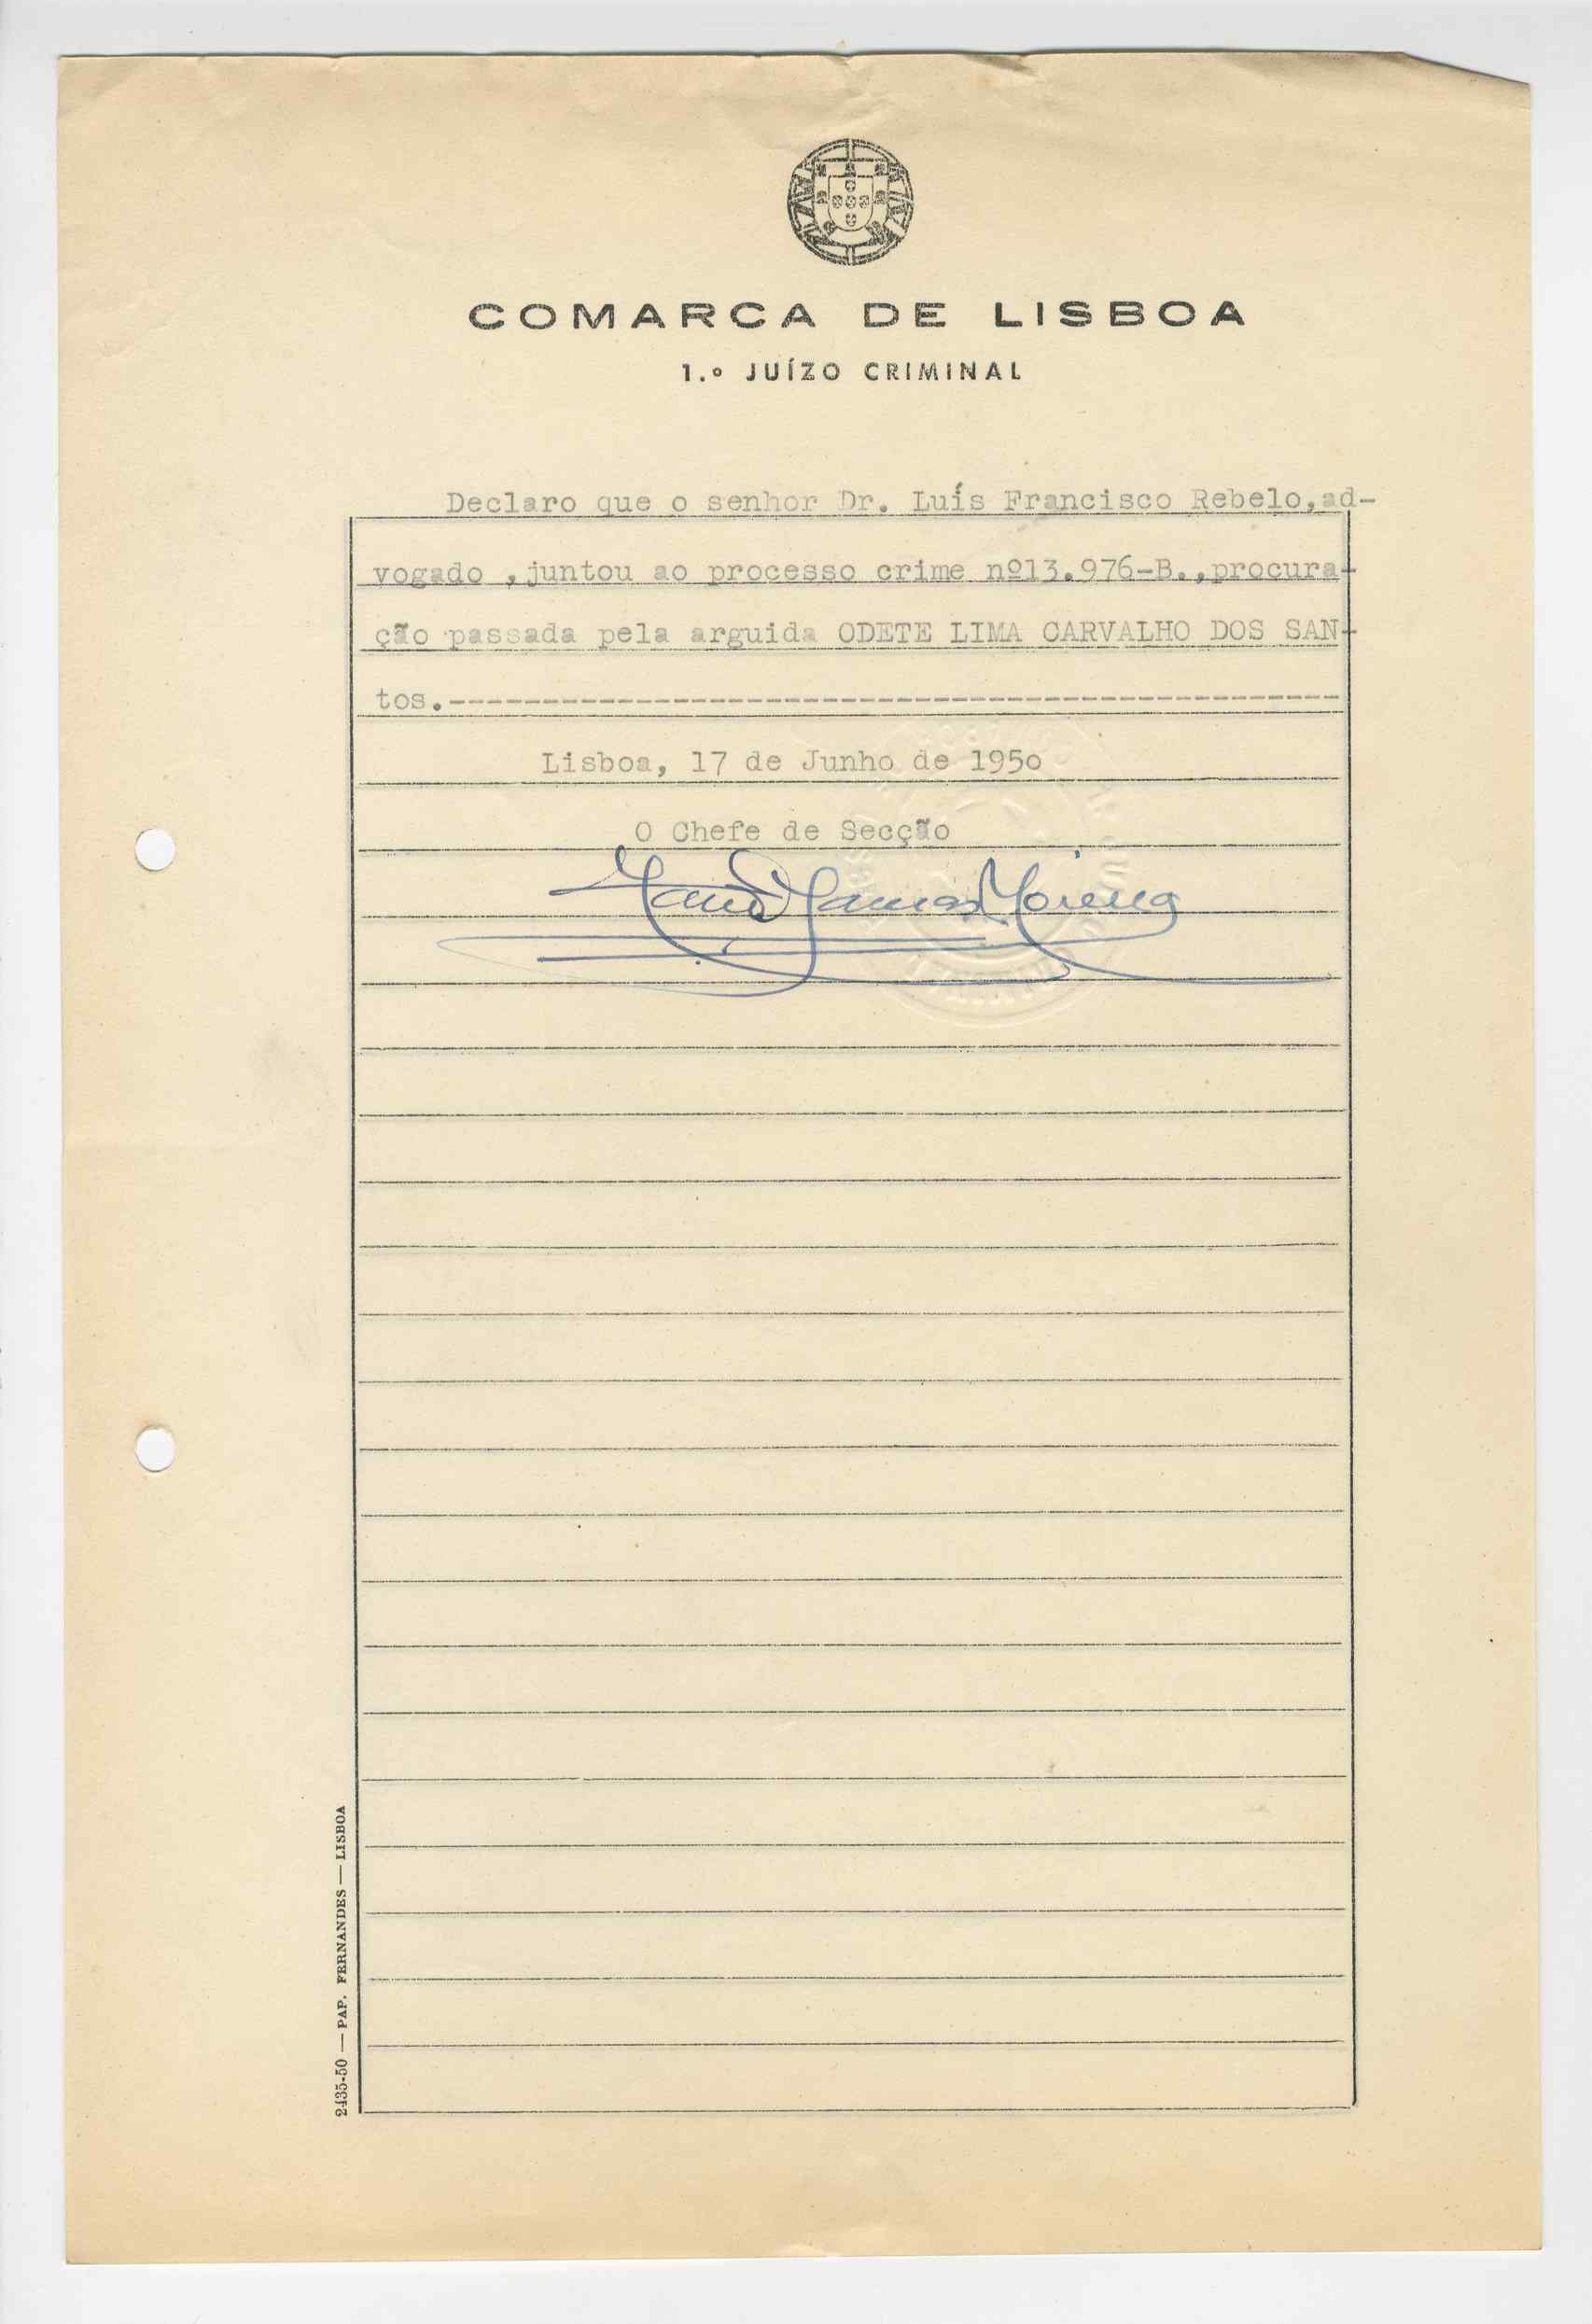 COMARCA DE LISBOA
1.º JUÍZO CRIMINAL
Declaro que o senhor Dr. Luís Francisco Rebelo,ad-
vogado ,juntou ao processo crime nº13.976-B.,procura-
ção passada pela arguida ODETE LIMA CARVALHO DOS SAN-
tos.------------------------------------------------
Lisboa, 17 de Junho de 1950
O Chefe de Secção
2435-50 — PAP. FERNANDES — LISBOA